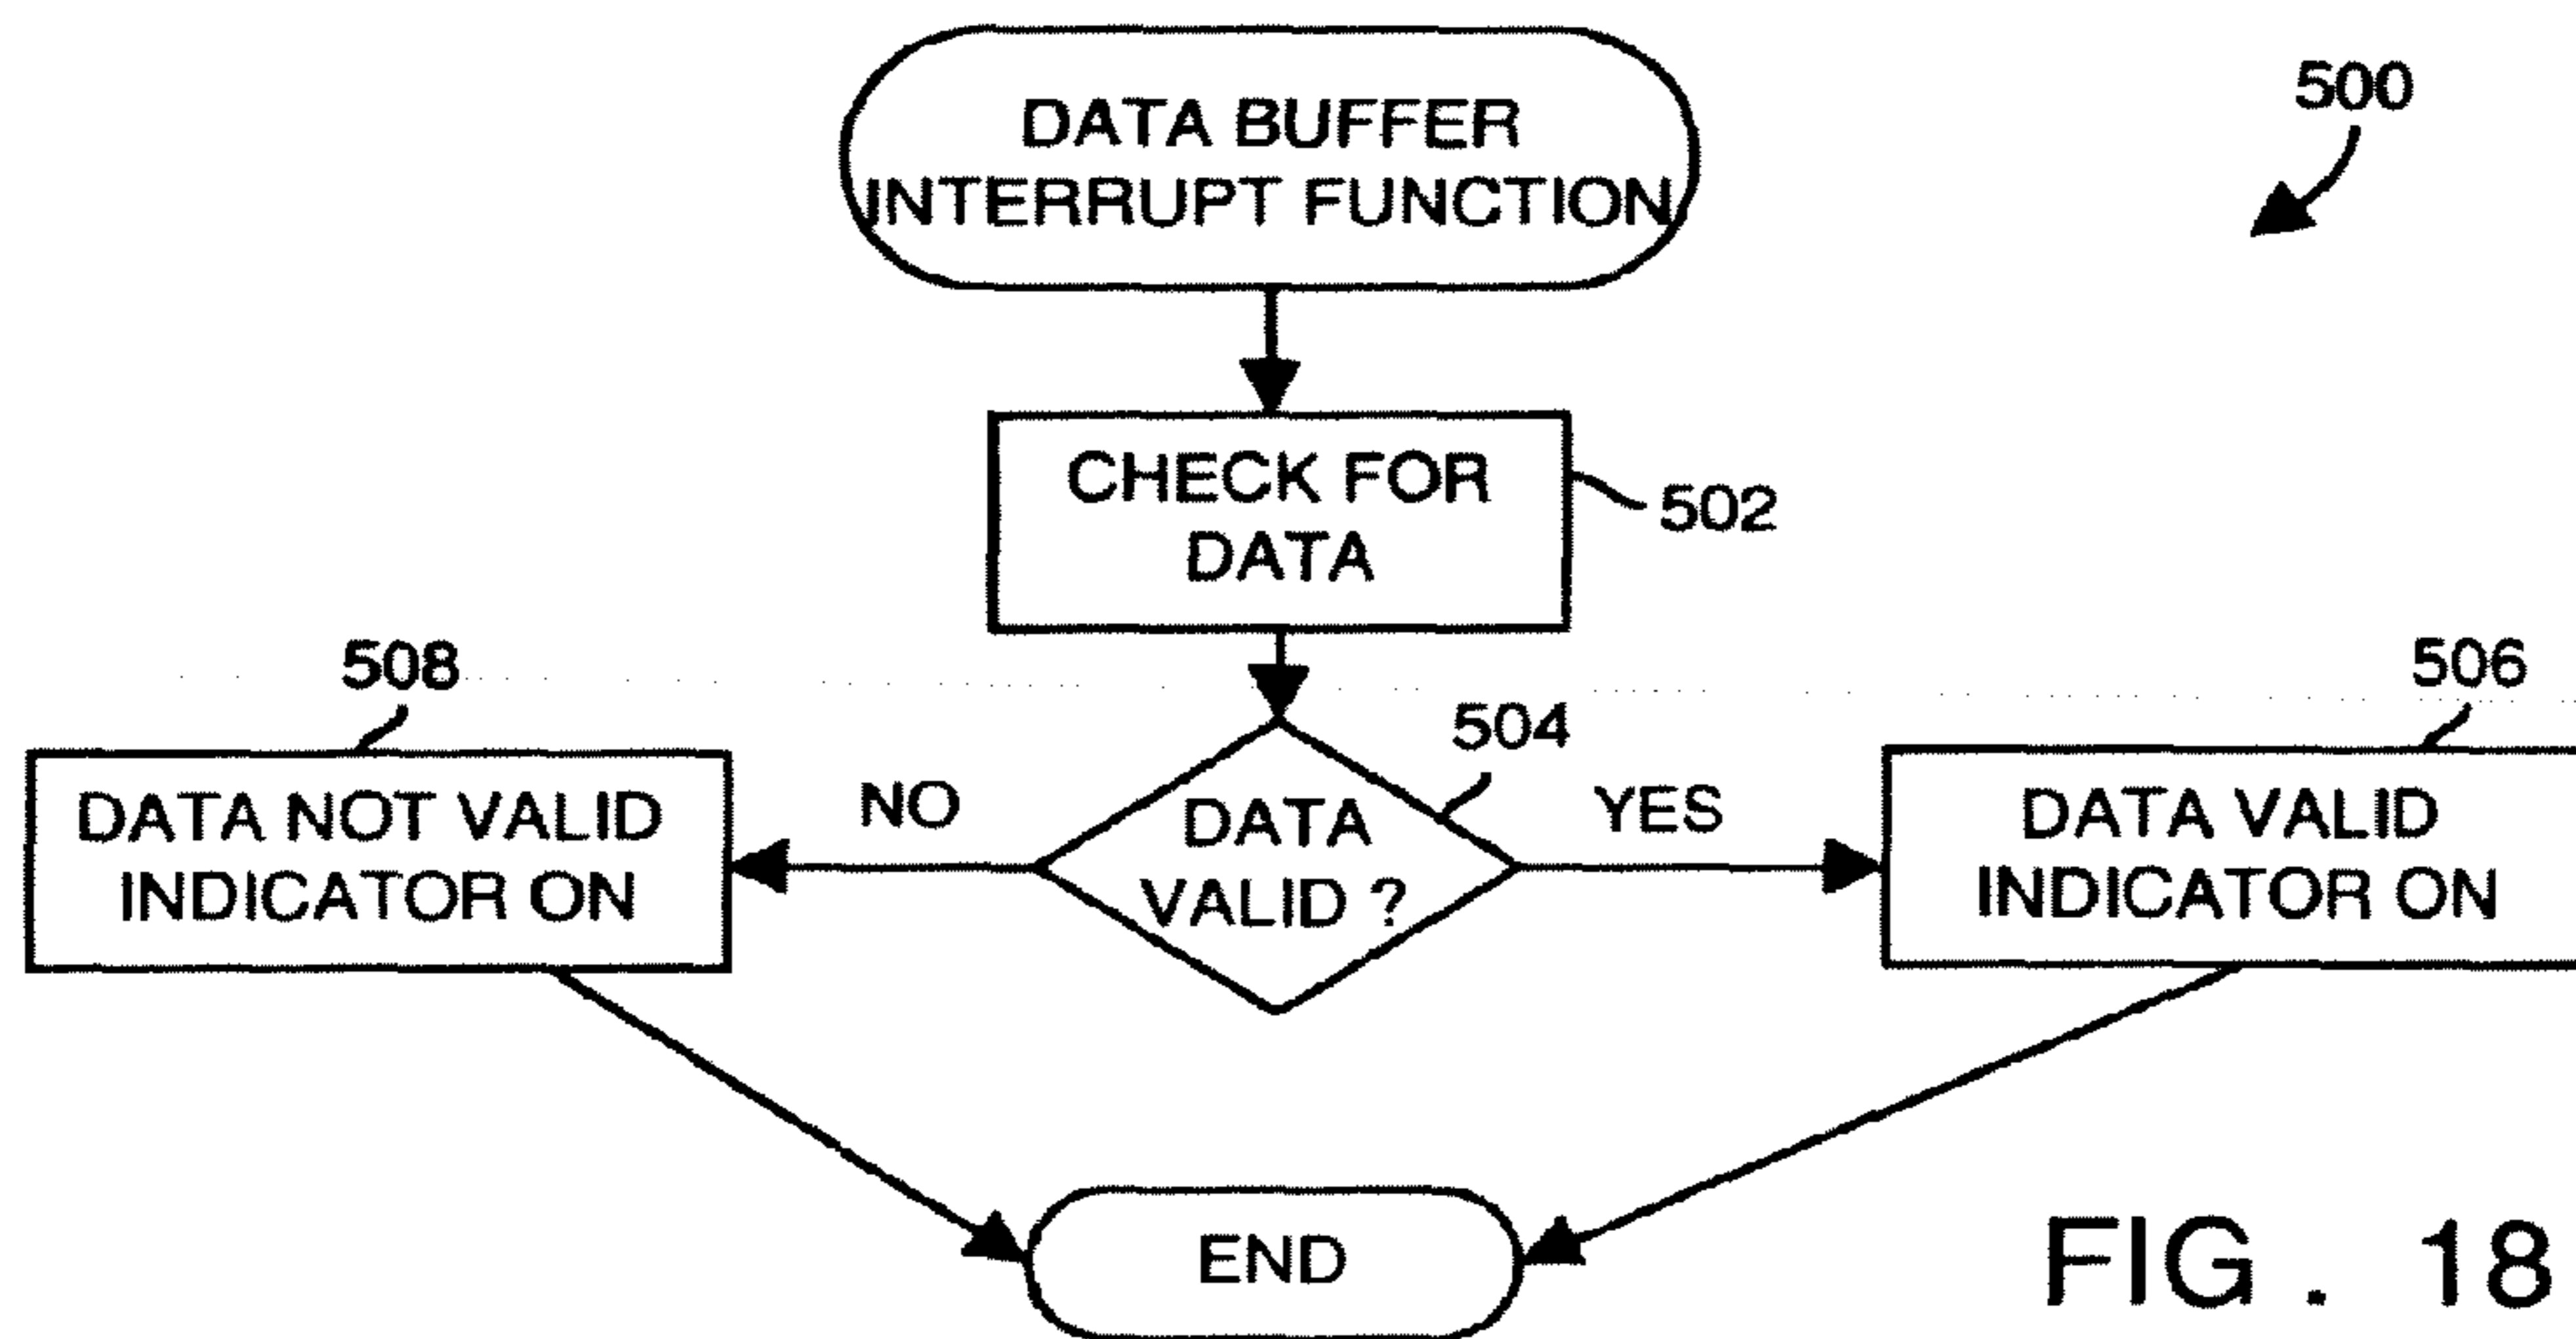 DATA BUFFER
INTERRUPT FUNCTION
500
CHECK FOR
DATA
502
508
506
504
DATA NOT VALID
INDICATOR ON
NO
DATA
VALID ?
YES
DATA VALID
INDICATOR ON
END
FIG . 18